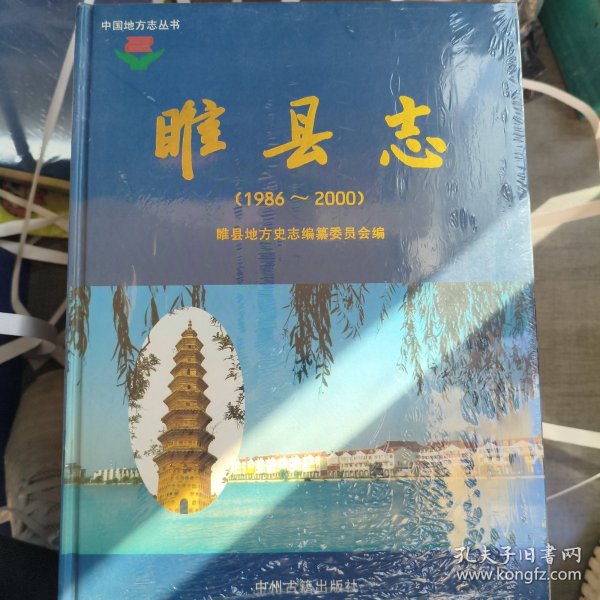 中国地方志丛书
睢县志
(1986～2000)
睢县地方史志编纂委员会编
中州古籍出版社
孔夫子旧书网
www.kongfz.com